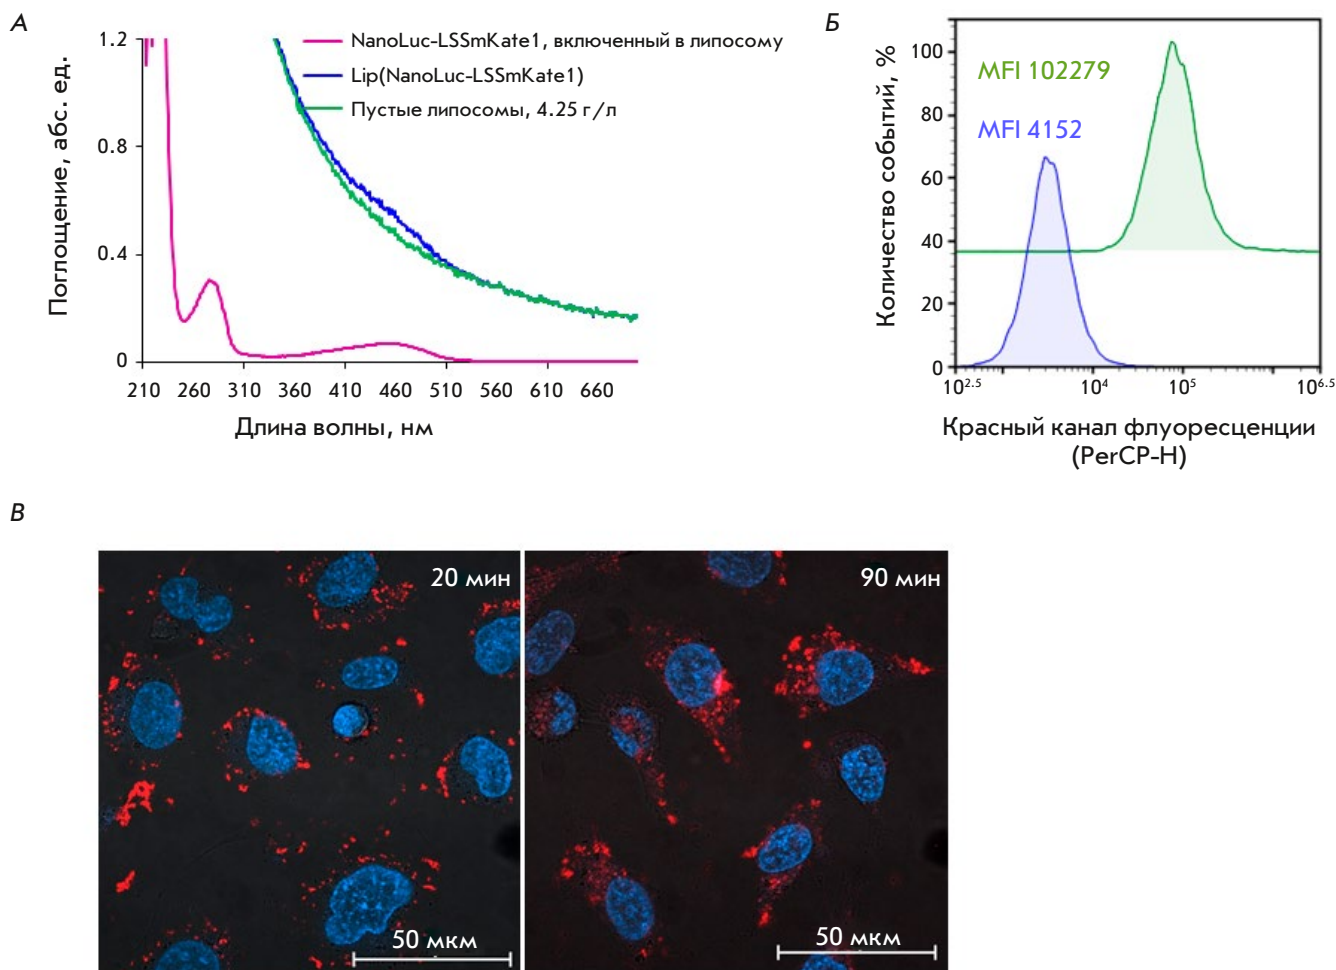 А
1.2
0.8
0.4
0
Поглощение, абс. ед.
NanoLuc-LSSmKate1, включенный в липосому
Lip(NanoLuc-LSSmKate1)
Пустые липосомы, 4.25 г/л
210 260 310 360 410 460 510 560 610 660
Длина волны, нм
Б
100
80
60
40
20
0
Количество событий, %
MFI 102279
MFI 4152
10^2.5 10^4 10^5 10^6.5
Красный канал флуоресценции
(PerCP-H)
В
20 мин
50 мкм
90 мин
50 мкм